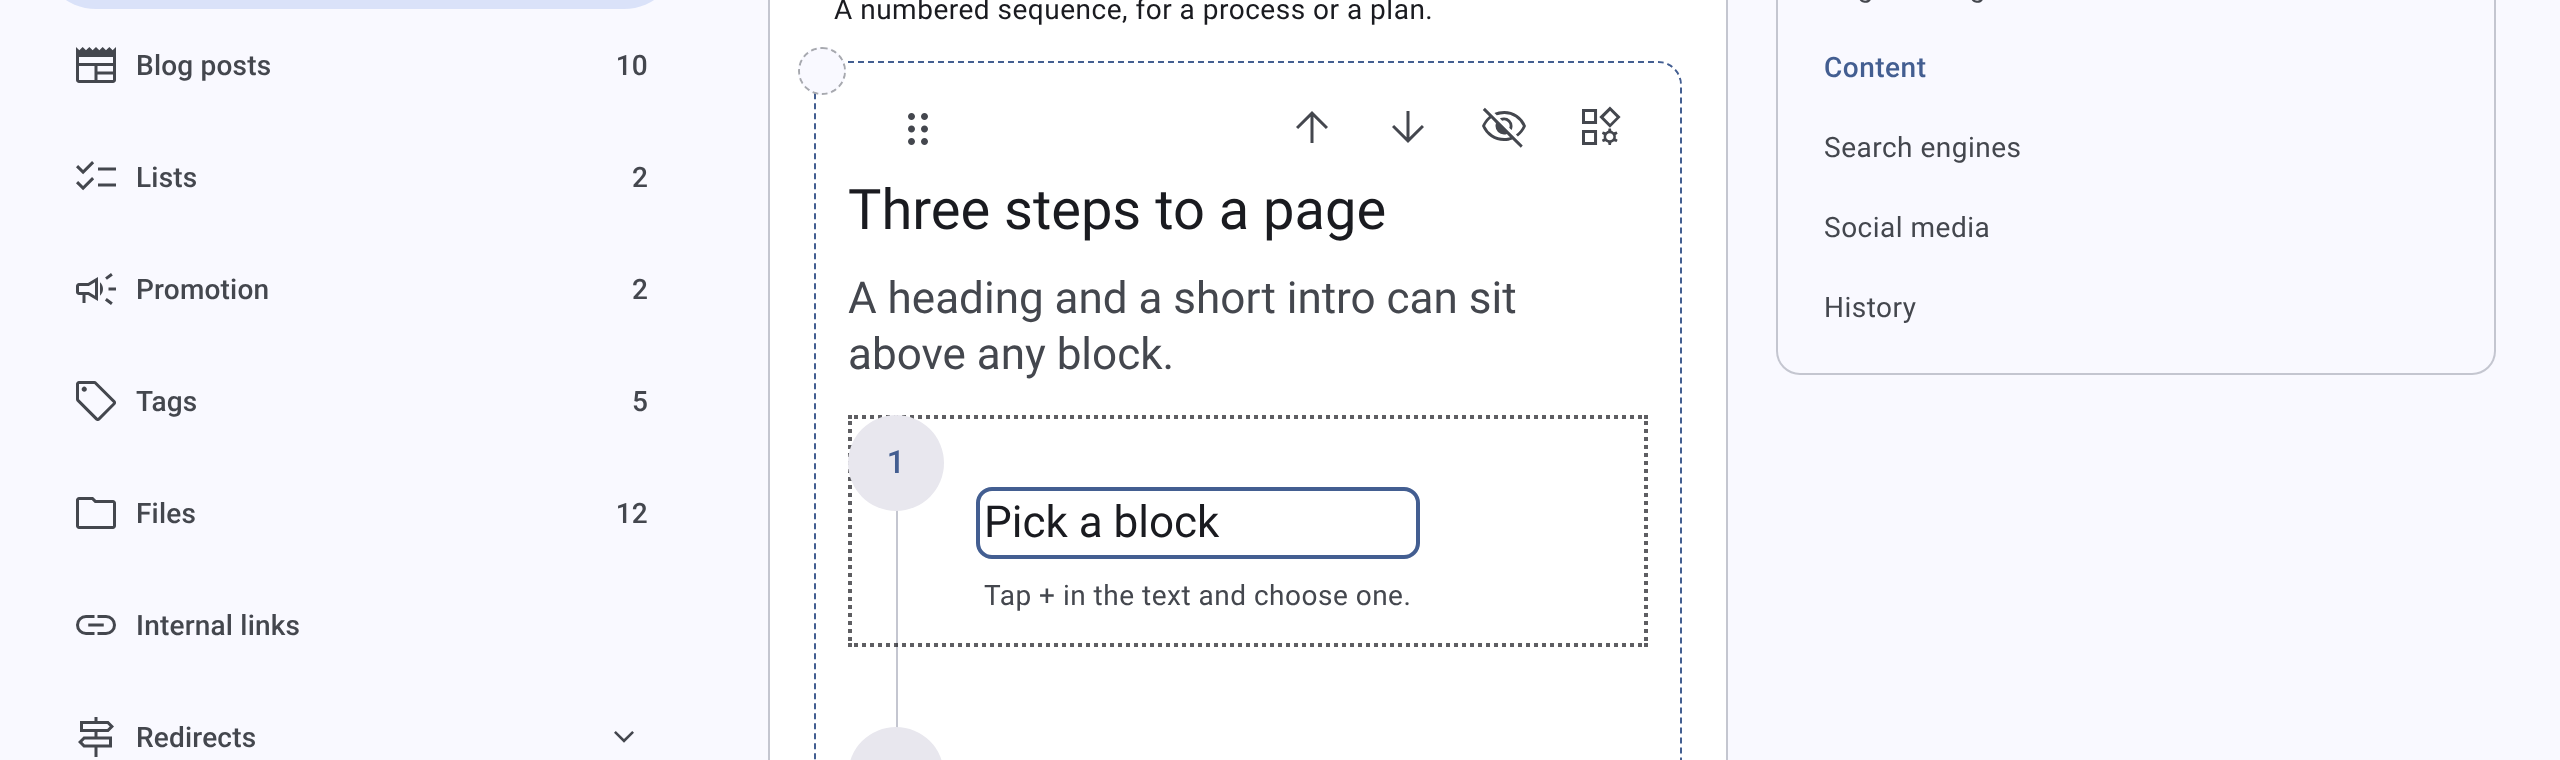 A numbered sequence, for a process or a plan.
Blog posts 10
Lists 2
Promotion 2
Tags 5
Files 12
Internal links
Redirects
Three steps to a page
A heading and a short intro can sit
above any block.
1
Pick a block
Tap + in the text and choose one.
Content
Search engines
Social media
History